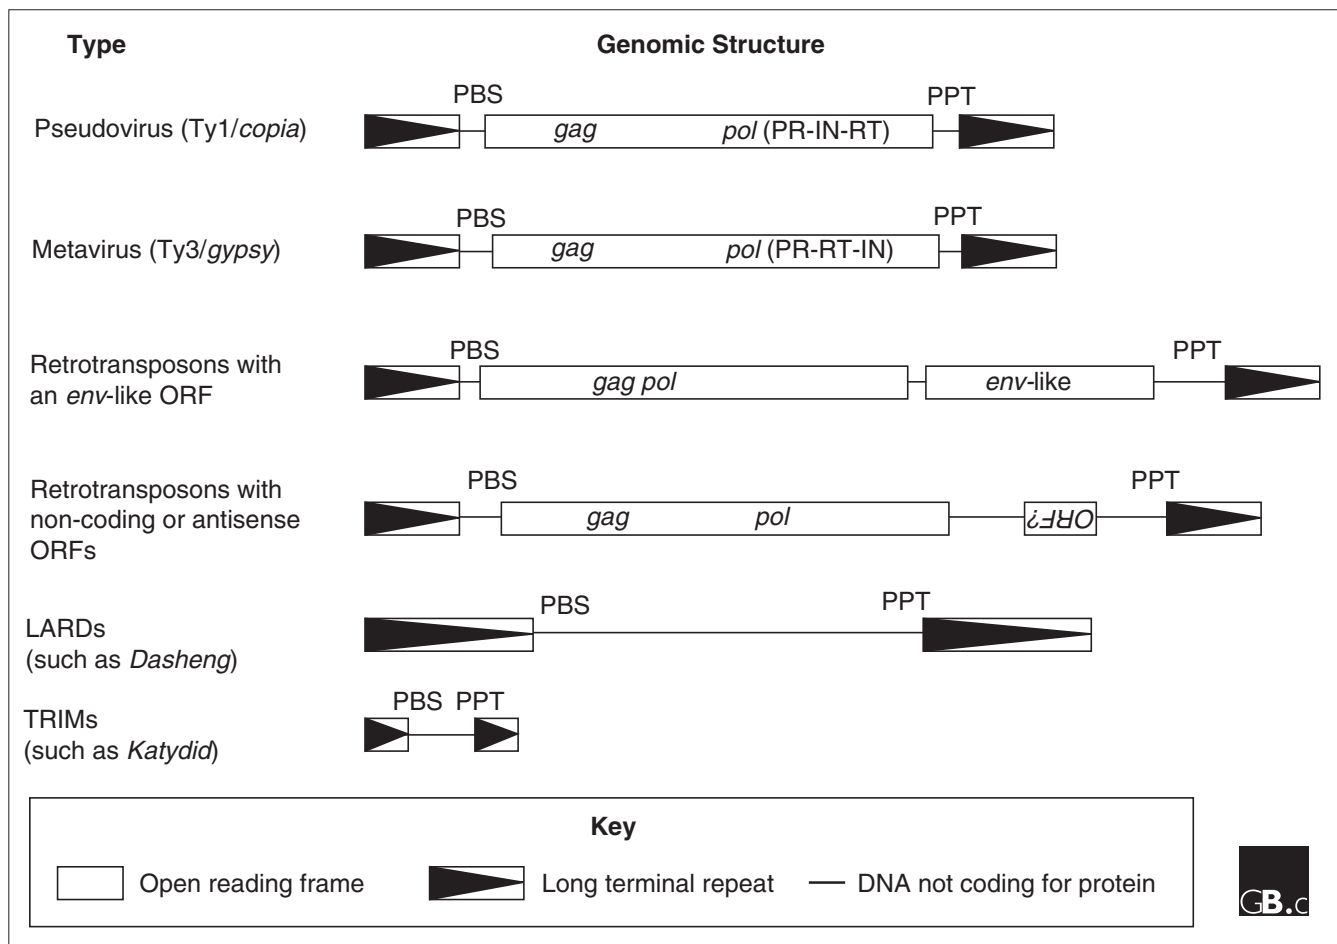 Type Genomic Structure
PBS PPT
Pseudovirus (Ty1/copia) gag pol (PR-IN-RT)
PBS PPT
Metavirus (Ty3/gypsy) gag pol (PR-RT-IN)
PBS PPT
Retrotransposons with
an env-like ORF
gag pol env-like
PBS PPT
Retrotransposons with
non-coding or antisense
ORFs
gag pol ORF?
PBS PPT
LARDs
(such as Dasheng)
PBS PPT
TRIMs
(such as Katydid)
Key
Open reading frame Long terminal repeat DNA not coding for protein
GB.c